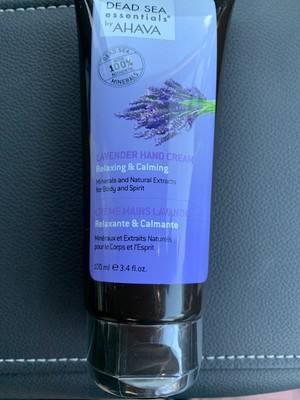 DEAD SEA
essentials®
by AHAVA
DEAD SEA
100%
MINERALS
LAVENDER HAND CREAM
Relaxing & Calming
Minerals and Natural Extracts
for Body and Spirit
CRÈME MAINS LAVANDE
Relaxante & Calmante
Minéraux et Extraits Naturels
pour le Corps et l'Esprit
100 ml ℮ 3.4 fl.oz.